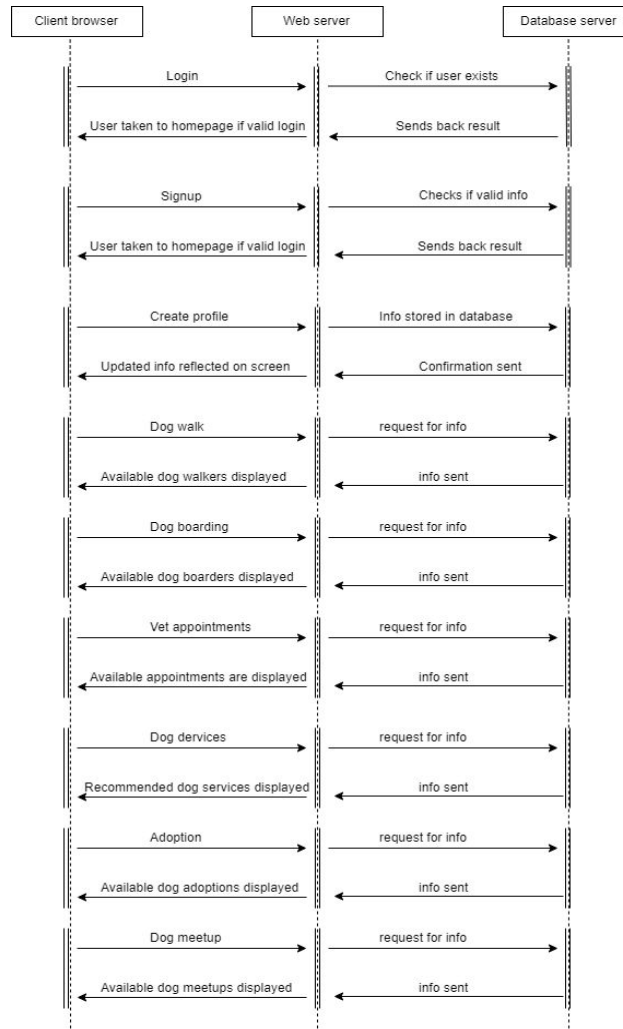 Client browser
Web server
Database server
Login
Check if user exists
User taken to homepage if valid login
Sends back result
Signup
Checks if valid info
User taken to homepage if valid login
Sends back result
Create profile
Info stored in database
Updated info reflected on screen
Confirmation sent
Dog walk
request for info
Available dog walkers displayed
info sent
Dog boarding
request for info
Available dog boarders displayed
info sent
Vet appointments
request for info
Available appointments are displayed
info sent
Dog dervices
request for info
Recommended dog services displayed
info sent
Adoption
request for info
Available dog adoptions displayed
info sent
Dog meetup
request for info
Available dog meetups displayed
info sent